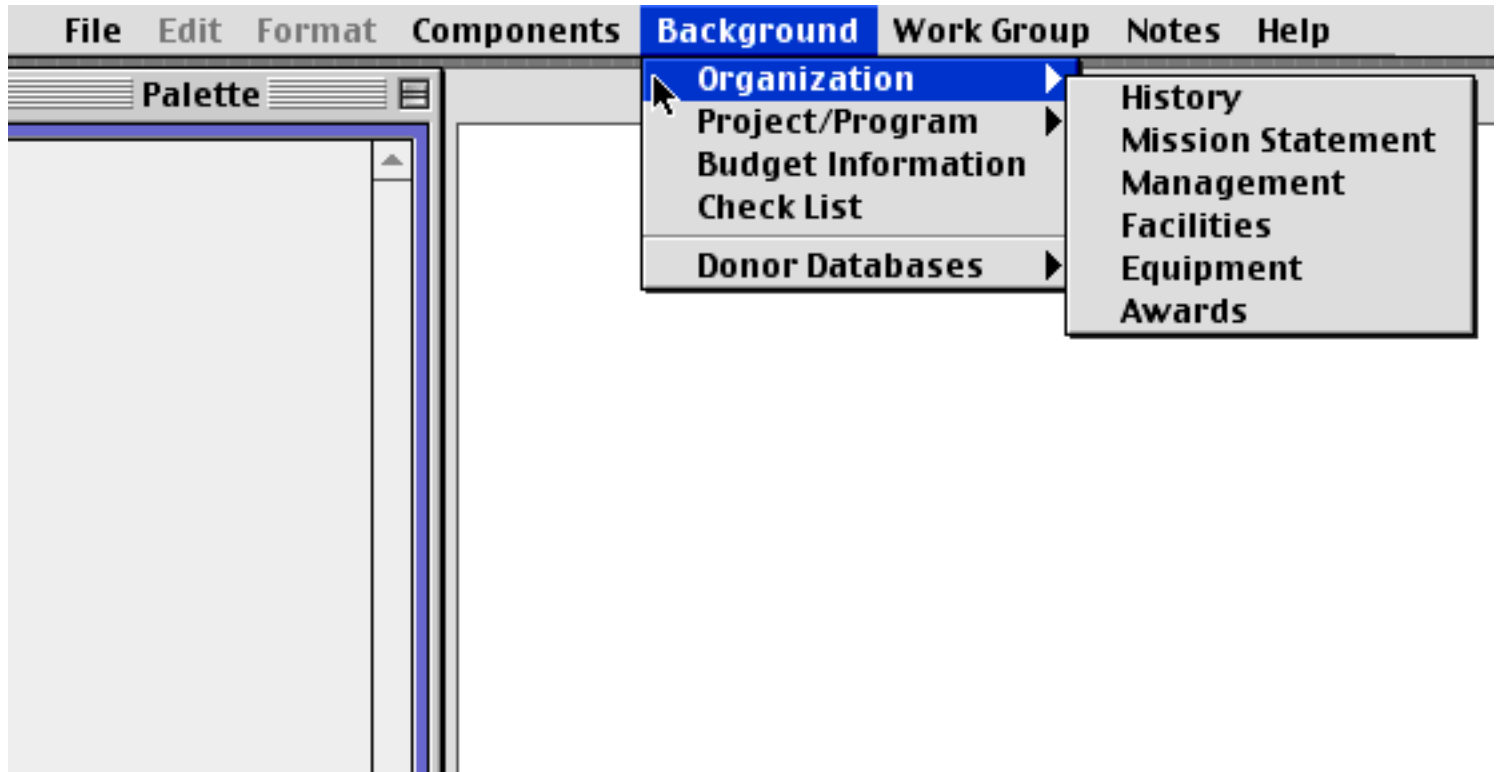 File Edit Format Components Background Work Group Notes Help
Palette
Organization
Project/Program
Budget Information
Check List
Donor Databases
History
Mission Statement
Management
Facilities
Equipment
Awards